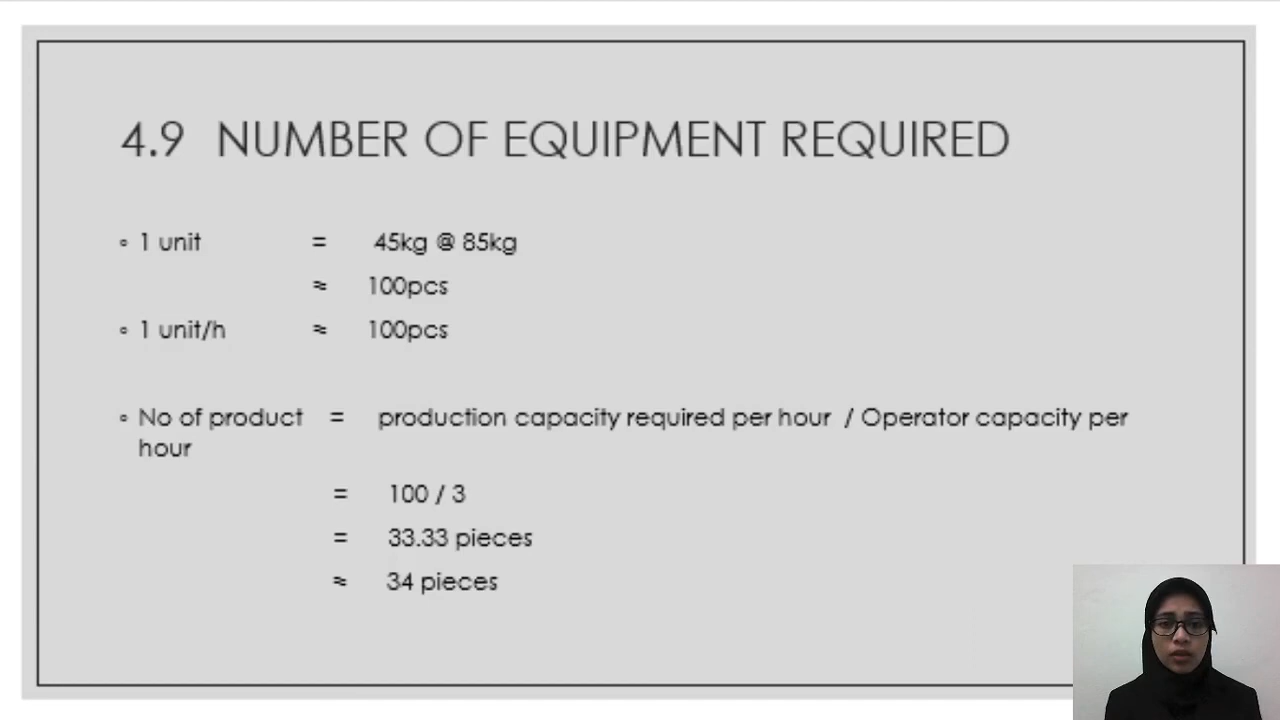 4.9 NUMBER OF EQUIPMENT REQUIRED
◦ 1 unit = 45kg @ 85kg
≈ 100pcs
◦ 1 unit/h ≈ 100pcs
◦ No of product = production capacity required per hour / Operator capacity per
hour
= 100 / 3
= 33.33 pieces
≈ 34 pieces